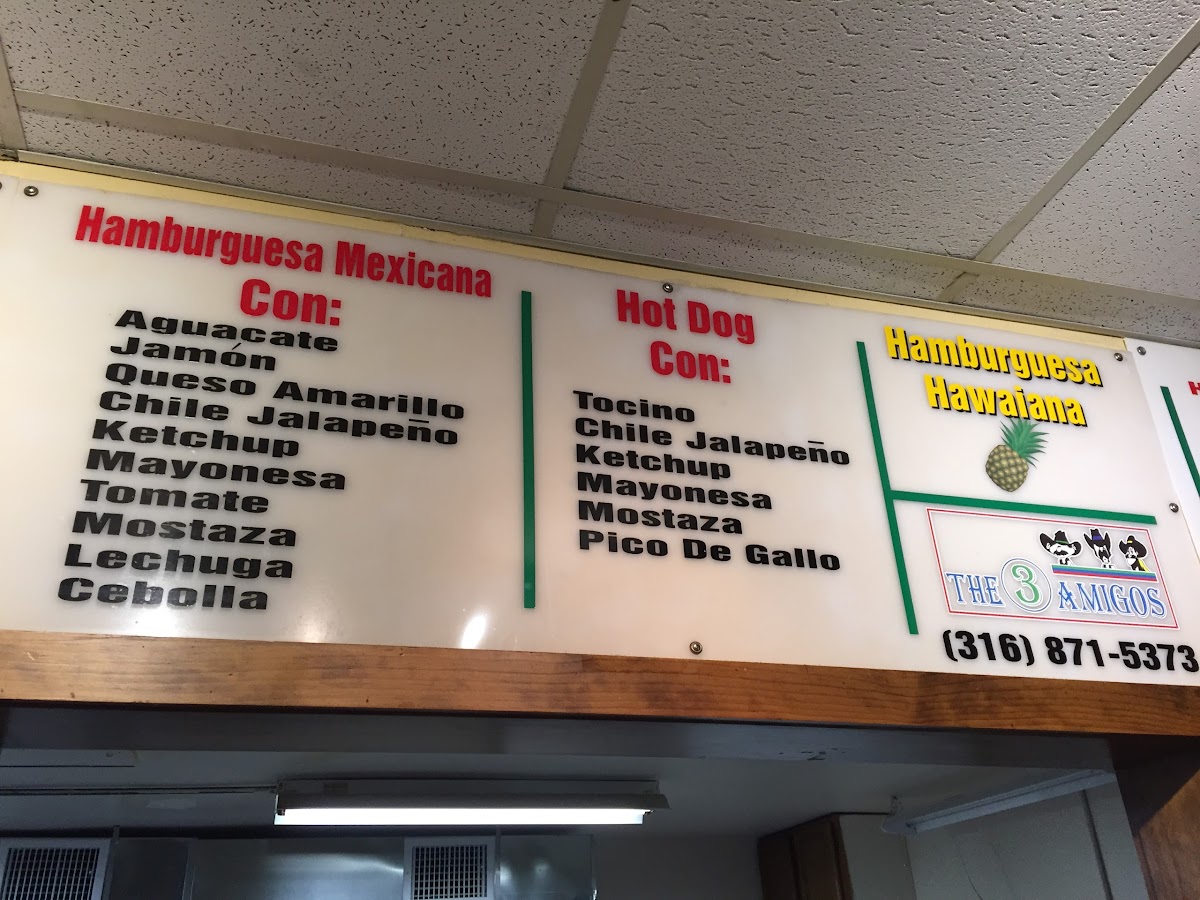 Hamburguesa Mexicana
Con:
Aguacate
Jamón
Queso Amarillo
Chile Jalapeño
Ketchup
Mayonesa
Tomate
Mostaza
Lechuga
Cebolla
Hot Dog
Con:
Tocino
Chile Jalapeño
Ketchup
Mayonesa
Mostaza
Pico De Gallo
Hamburguesa
Hawaiana
THE 3 AMIGOS
(316) 871-5373